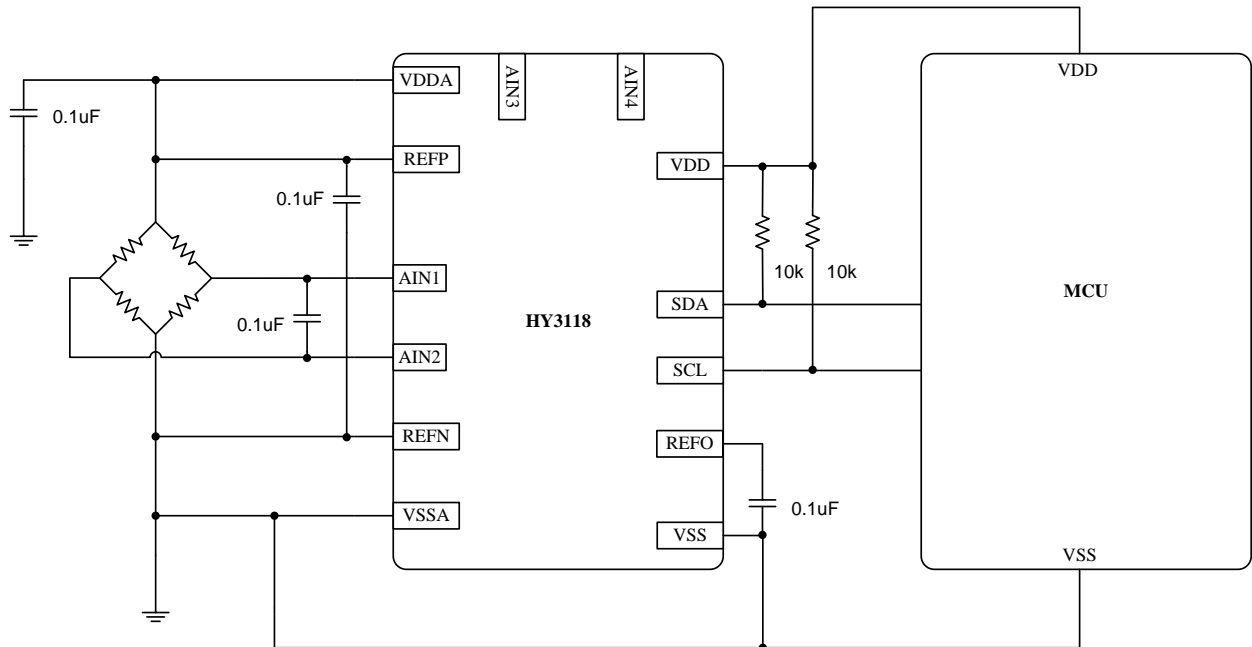 VDD
VDDA
AIN3
AIN4
0.1uF
REFP
VDD
0.1uF
10k
10k
AIN1
SDA
MCU
0.1uF
HY3118
AIN2
SCL
REFN
REFO
VSSA
0.1uF
VSS
VSS